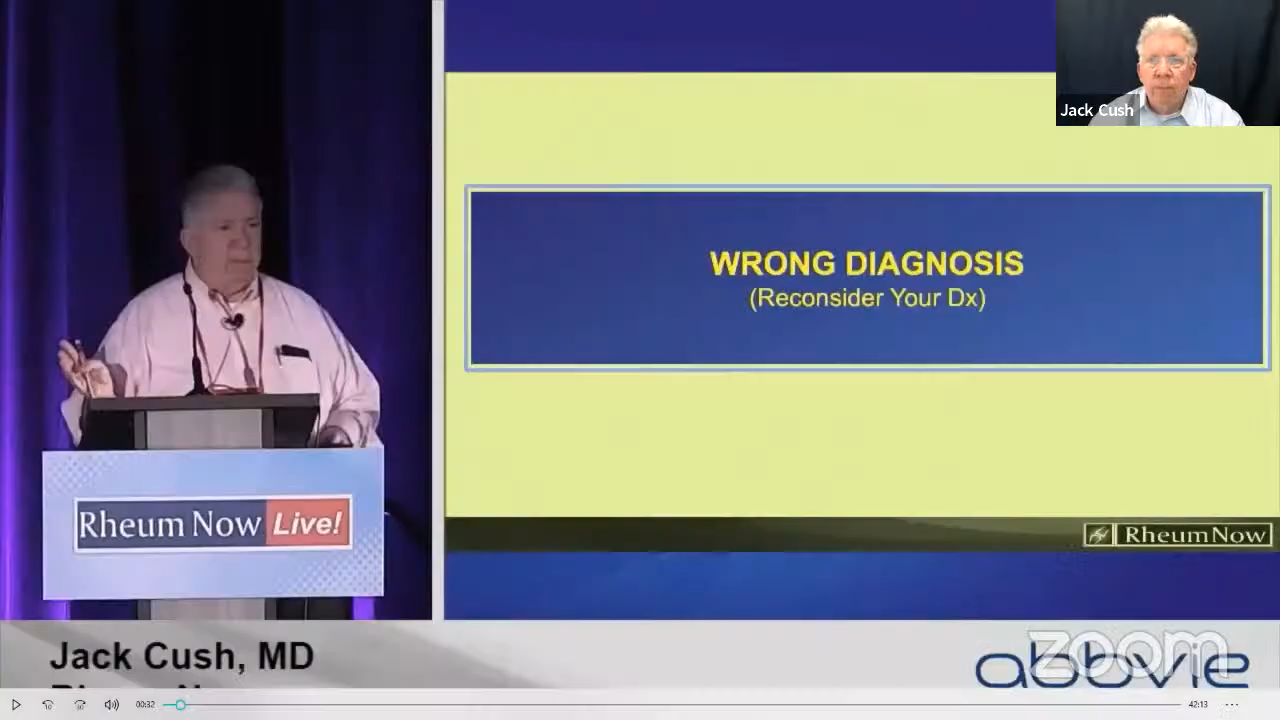 Jack Cush
WRONG DIAGNOSIS
(Reconsider Your Dx)
Rheum Now Live!
RheumNow
Jack Cush, MD
zoom
abbvie
00:32
42:13